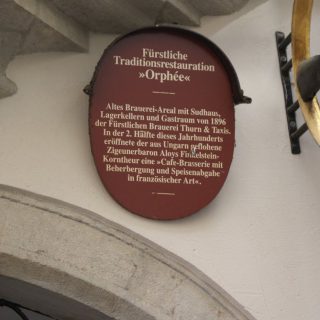 Fürstliche
Traditionsrestauration
»Orphée«
Altes Brauerei-Areal mit Sudhaus,
Lagerkellern und Gastraum von 1896
der Fürstlichen Brauerei Thurn & Taxis.
In der 2. Hälfte dieses Jahrhunderts
eröffnete der aus Ungarn geflohene
Zigeunerbaron Aloys Finkelstein-
Korntheur eine »Cafe-Brasserie mit
Beherbergung und Speisenabgabe
in französischer Art«.